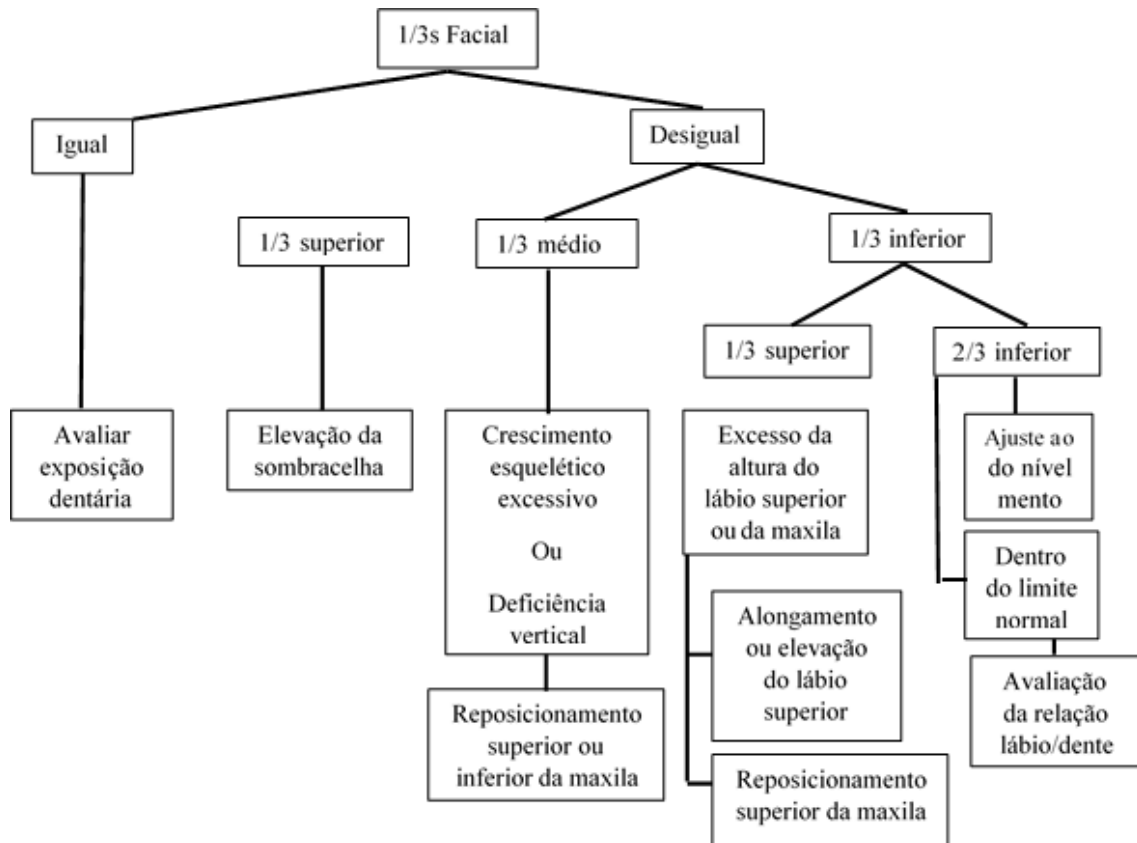 1/3s Facial
Igual
Desigual
1/3 superior
1/3 médio
1/3 inferior
1/3 superior
2/3 inferior
Avaliar
exposição
dentária
Elevação da
sombracelha
Crescimento
esquelético
excessivo
Ou
Deficiência
vertical
Excesso da
altura do
lábio superior
ou da maxila
Ajuste ao
do nível
mento
Dentro
do limite
normal
Alongamento
ou elevação
do lábio
superior
Avaliação
da relação
lábio/dente
Reposicionamento
superior ou
inferior da maxila
Reposicionamento
superior da maxila